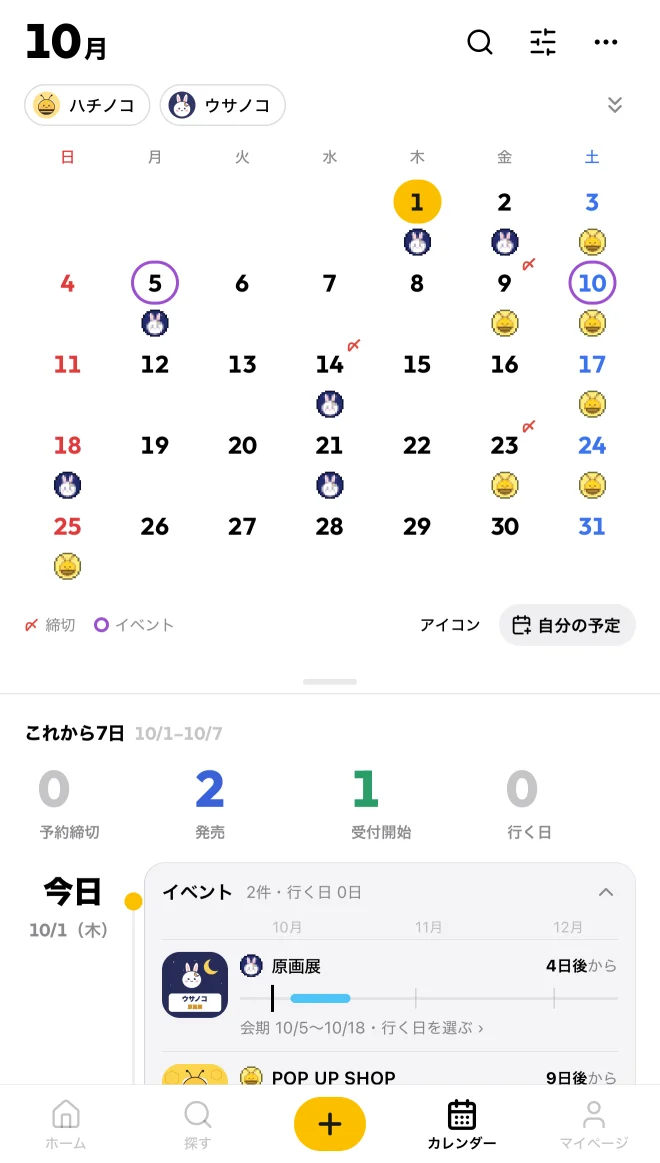 10月
ハチノコ ウサノコ
日 月 火 水 木 金 土
1 2 3
4 5 6 7 8 9 〆 10
11 12 13 14 〆 15 16 17
18 19 20 21 22 23 〆 24
25 26 27 28 29 30 31
〆 締切 イベント アイコン 自分の予定
これから7日 10/1–10/7
0 2 1 0
予約締切 発売 受付開始 行く日
今日
10/1（木）
イベント 2件・行く日 0日
10月 11月 12月
原画展 4日後から
ウサノコ
原画展
会期 10/5〜10/18・行く日を選ぶ ›
POP UP SHOP 9日後から
ホーム 探す + カレンダー マイページ